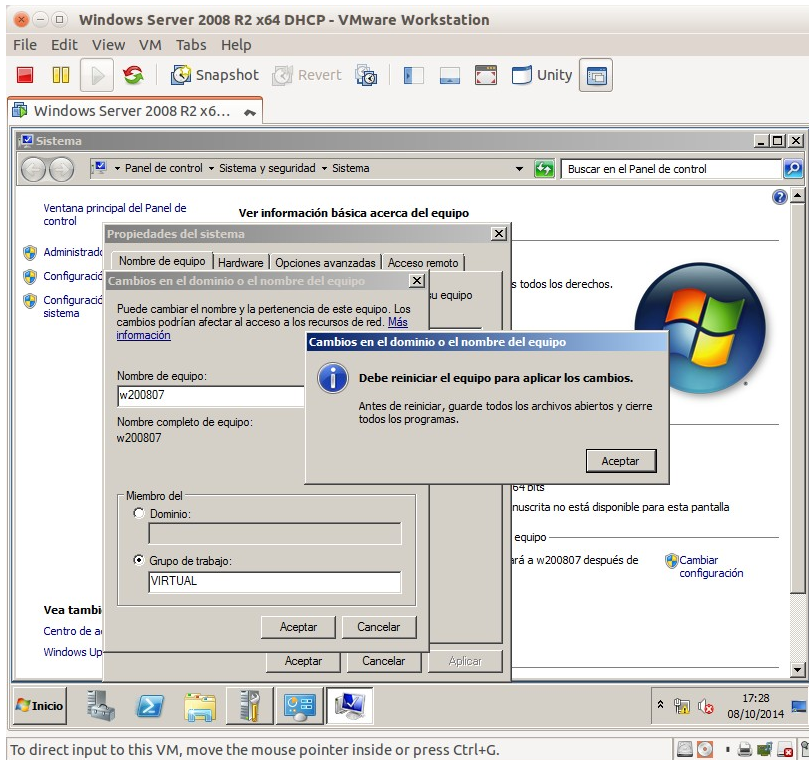 Windows Server 2008 R2 x64 DHCP - VMware Workstation
File Edit View VM Tabs Help
Snapshot Revert Unity
Windows Server 2008 R2 x6...
Sistema
Panel de control Sistema y seguridad Sistema
Buscar en el Panel de control
Ventana principal del Panel de
control
Ver información básica acerca del equipo
Propiedades del sistema
Nombre de equipo Hardware Opciones avanzadas Acceso remoto
Administrado
Configuració
Configuració
sistema
Cambios en el dominio o el nombre del equipo
su equipo
s todos los derechos.
Puede cambiar el nombre y la pertenencia de este equipo. Los
cambios podrían afectar al acceso a los recursos de red. Más
información
Cambios en el dominio o el nombre del equipo
Debe reiniciar el equipo para aplicar los cambios.
Antes de reiniciar, guarde todos los archivos abiertos y cierre
todos los programas.
Aceptar
Nombre de equipo:
w200807
Nombre completo de equipo:
w200807
Miembro del
Dominio:
Grupo de trabajo:
VIRTUAL
Aceptar Cancelar
Aceptar Cancelar Aplicar
64 bits
nuscrita no está disponible para esta pantalla
equipo
ará a w200807 después de
Cambiar
configuración
Vea tambi
Centro de a
Windows Up
Inicio
17:28
08/10/2014
To direct input to this VM, move the mouse pointer inside or press Ctrl+G.